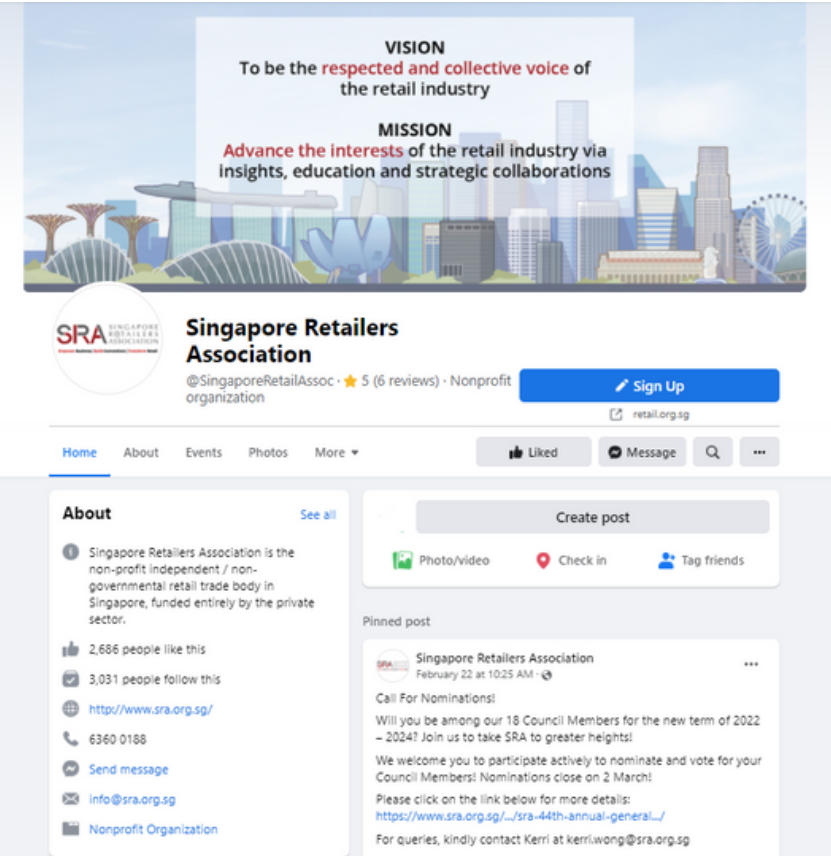 VISION
To be the respected and collective voice of
the retail industry
MISSION
Advance the interests of the retail industry via
insights, education and strategic collaborations
SRA SINGAPORE
RETAILERS
ASSOCIATION
Singapore Retailers
Association
@SingaporeRetailAssoc · 5 (6 reviews) · Nonprofit
organization
Sign Up
retail.org.sg
Home About Events Photos More
Liked Message ...
About See all
Singapore Retailers Association is the
non-profit independent / non-
governmental retail trade body in
Singapore, funded entirely by the private
sector.
2,686 people like this
3,031 people follow this
http://www.sra.org.sg/
6360 0188
Send message
info@sra.org.sg
Nonprofit Organization
Create post
Photo/video Check in Tag friends
Pinned post
SRA
Singapore Retailers Association
February 22 at 10:25 AM ·
...
Call For Nominations!
Will you be among our 18 Council Members for the new term of 2022
– 2024? Join us to take SRA to greater heights!
We welcome you to participate actively to nominate and vote for your
Council Members! Nominations close on 2 March!
Please click on the link below for more details:
https://www.sra.org.sg/.../sra-44th-annual-general.../
For queries, kindly contact Kerri at kerri.wong@sra.org.sg